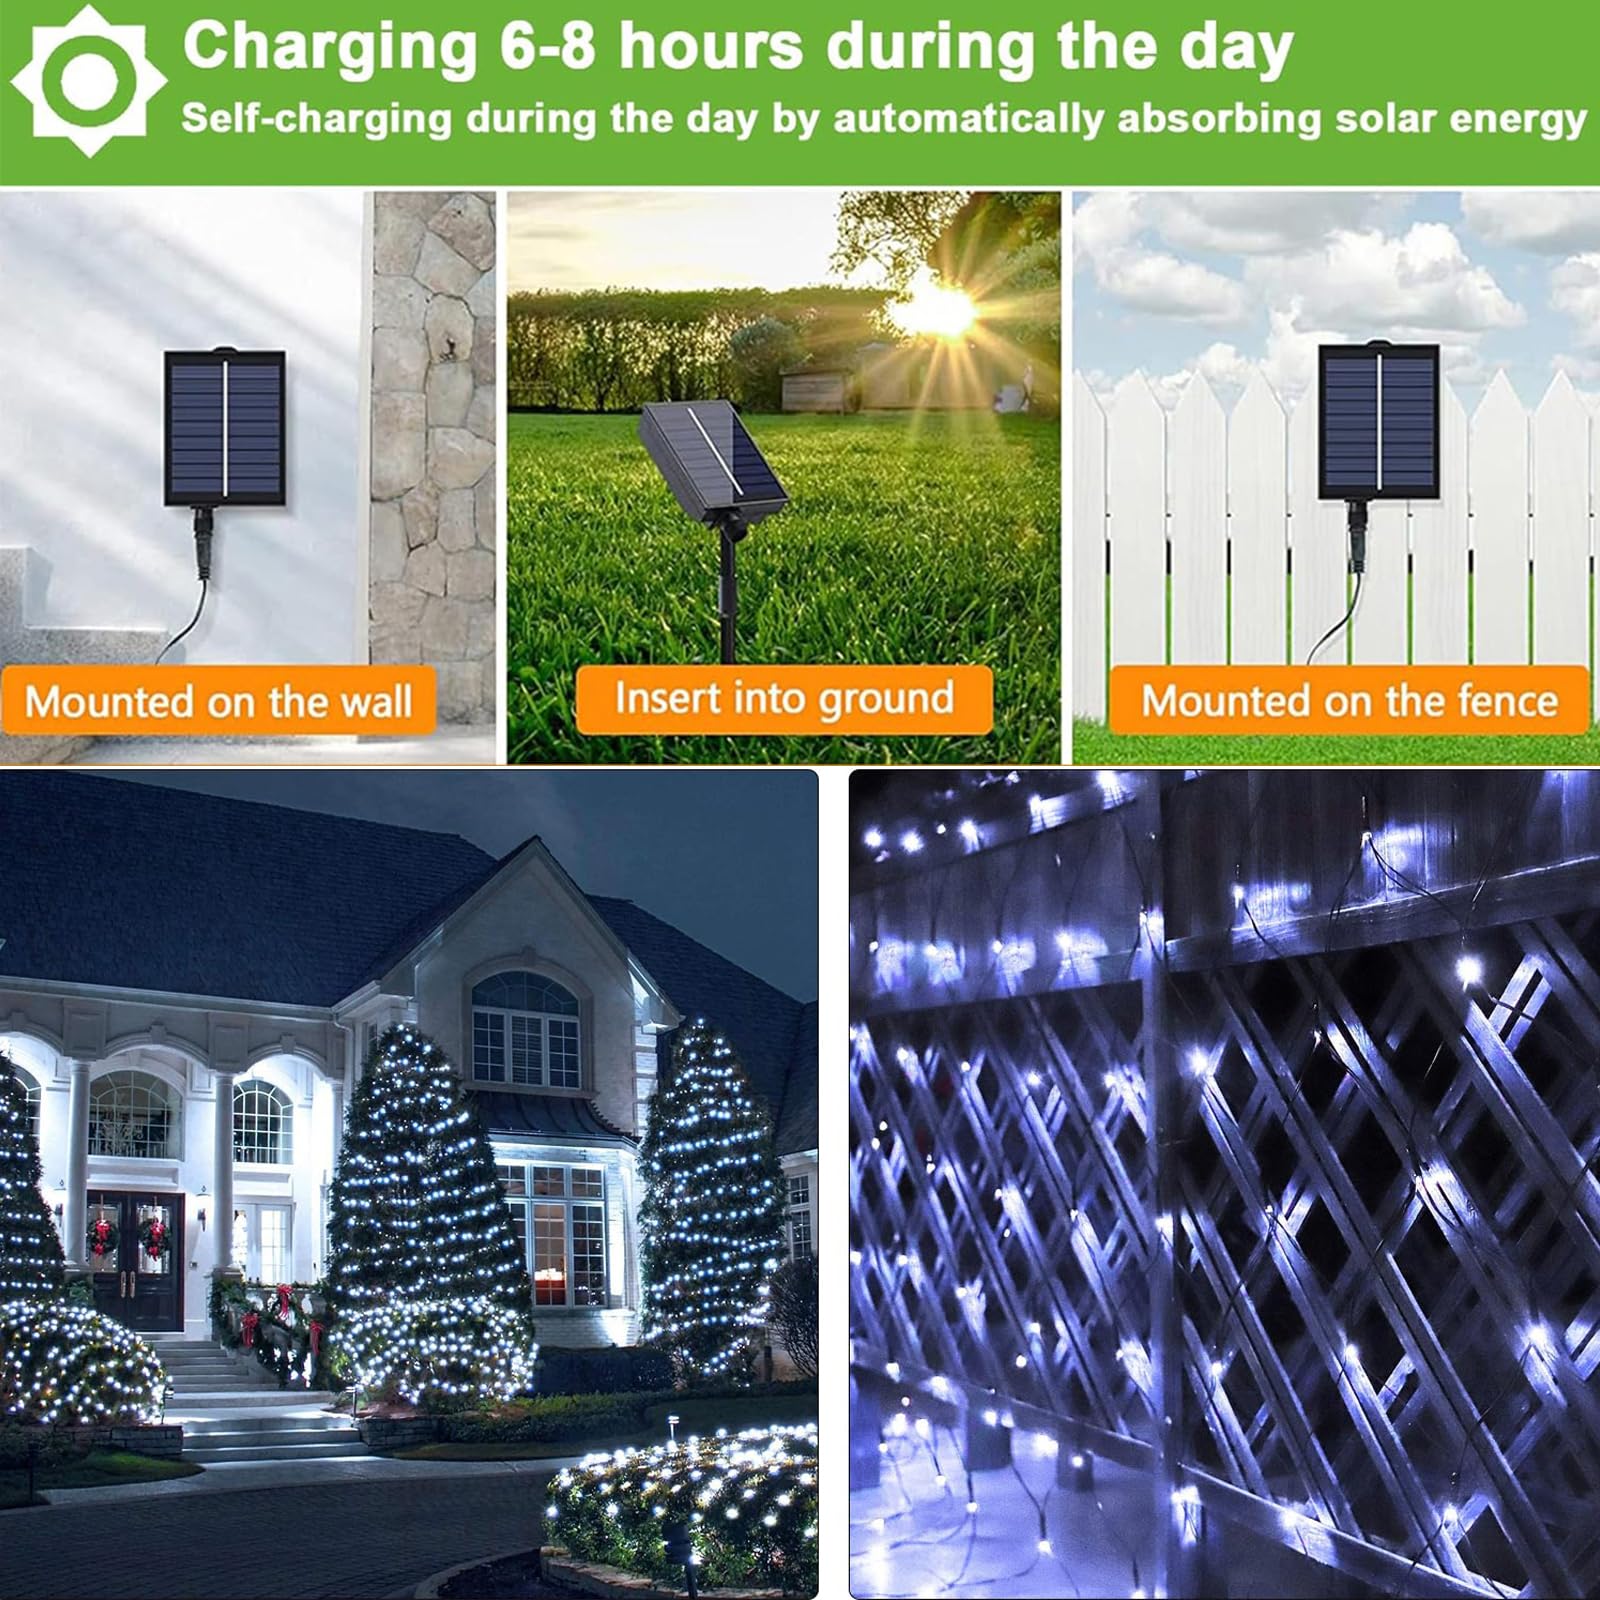 Charging 6-8 hours during the day
Self-charging during the day by automatically absorbing solar energy
Mounted on the wall
Insert into ground
Mounted on the fence